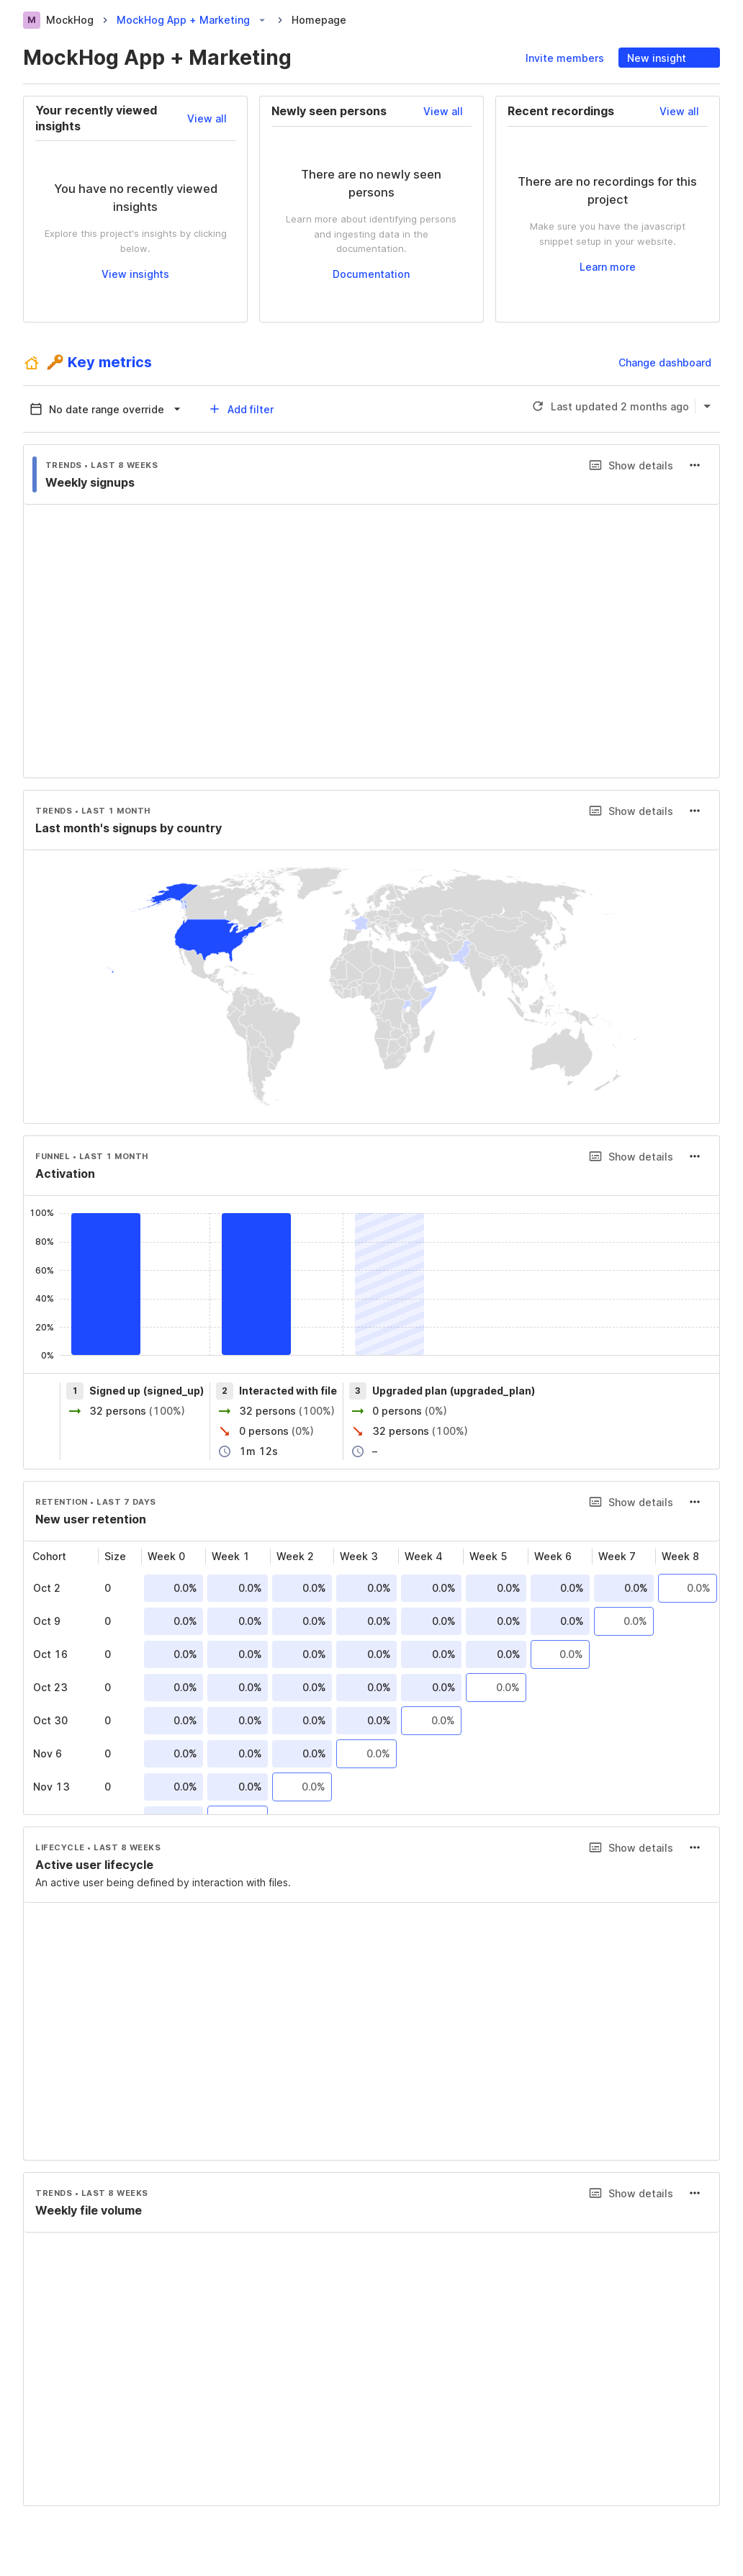 M MockHog > MockHog App + Marketing > Homepage
MockHog App + Marketing
Invite members
New insight
Your recently viewed
insights
View all
You have no recently viewed
insights
Explore this project's insights by clicking
below.
View insights
Newly seen persons
View all
There are no newly seen
persons
Learn more about identifying persons
and ingesting data in the
documentation.
Documentation
Recent recordings
View all
There are no recordings for this
project
Make sure you have the javascript
snippet setup in your website.
Learn more
🔑 Key metrics
Change dashboard
No date range override
Add filter
Last updated 2 months ago
TRENDS • LAST 8 WEEKS
Show details
Weekly signups
TRENDS • LAST 1 MONTH
Show details
Last month's signups by country
FUNNEL • LAST 1 MONTH
Show details
Activation
100%
80%
60%
40%
20%
0%
1 Signed up (signed_up)
32 persons (100%)
2 Interacted with file
32 persons (100%)
0 persons (0%)
1m 12s
3 Upgraded plan (upgraded_plan)
0 persons (0%)
32 persons (100%)
–
RETENTION • LAST 7 DAYS
Show details
New user retention
Cohort Size Week 0 Week 1 Week 2 Week 3 Week 4 Week 5 Week 6 Week 7 Week 8
Oct 2 0 0.0% 0.0% 0.0% 0.0% 0.0% 0.0% 0.0% 0.0% 0.0%
Oct 9 0 0.0% 0.0% 0.0% 0.0% 0.0% 0.0% 0.0% 0.0%
Oct 16 0 0.0% 0.0% 0.0% 0.0% 0.0% 0.0% 0.0%
Oct 23 0 0.0% 0.0% 0.0% 0.0% 0.0% 0.0%
Oct 30 0 0.0% 0.0% 0.0% 0.0% 0.0%
Nov 6 0 0.0% 0.0% 0.0% 0.0%
Nov 13 0 0.0% 0.0% 0.0%
LIFECYCLE • LAST 8 WEEKS
Show details
Active user lifecycle
An active user being defined by interaction with files.
TRENDS • LAST 8 WEEKS
Show details
Weekly file volume